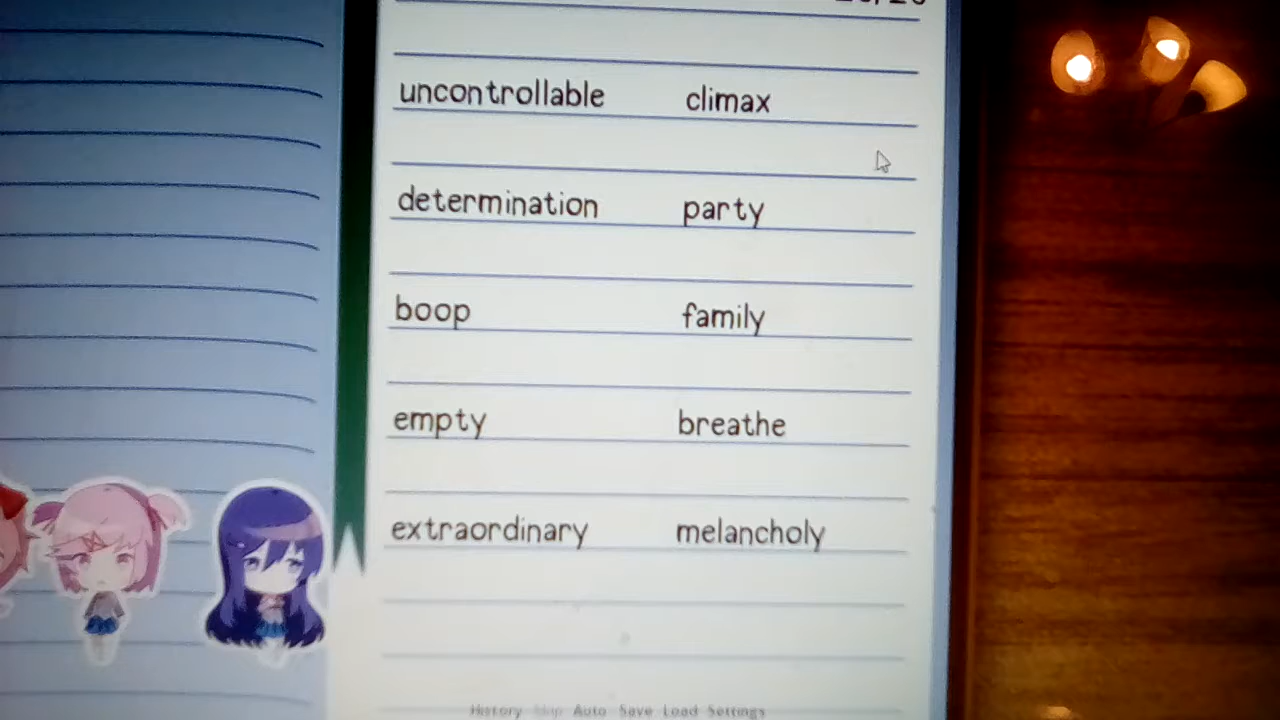 uncontrollable climax
determination party
boop family
empty breathe
extraordinary melancholy
History Skip Auto Save Load Settings